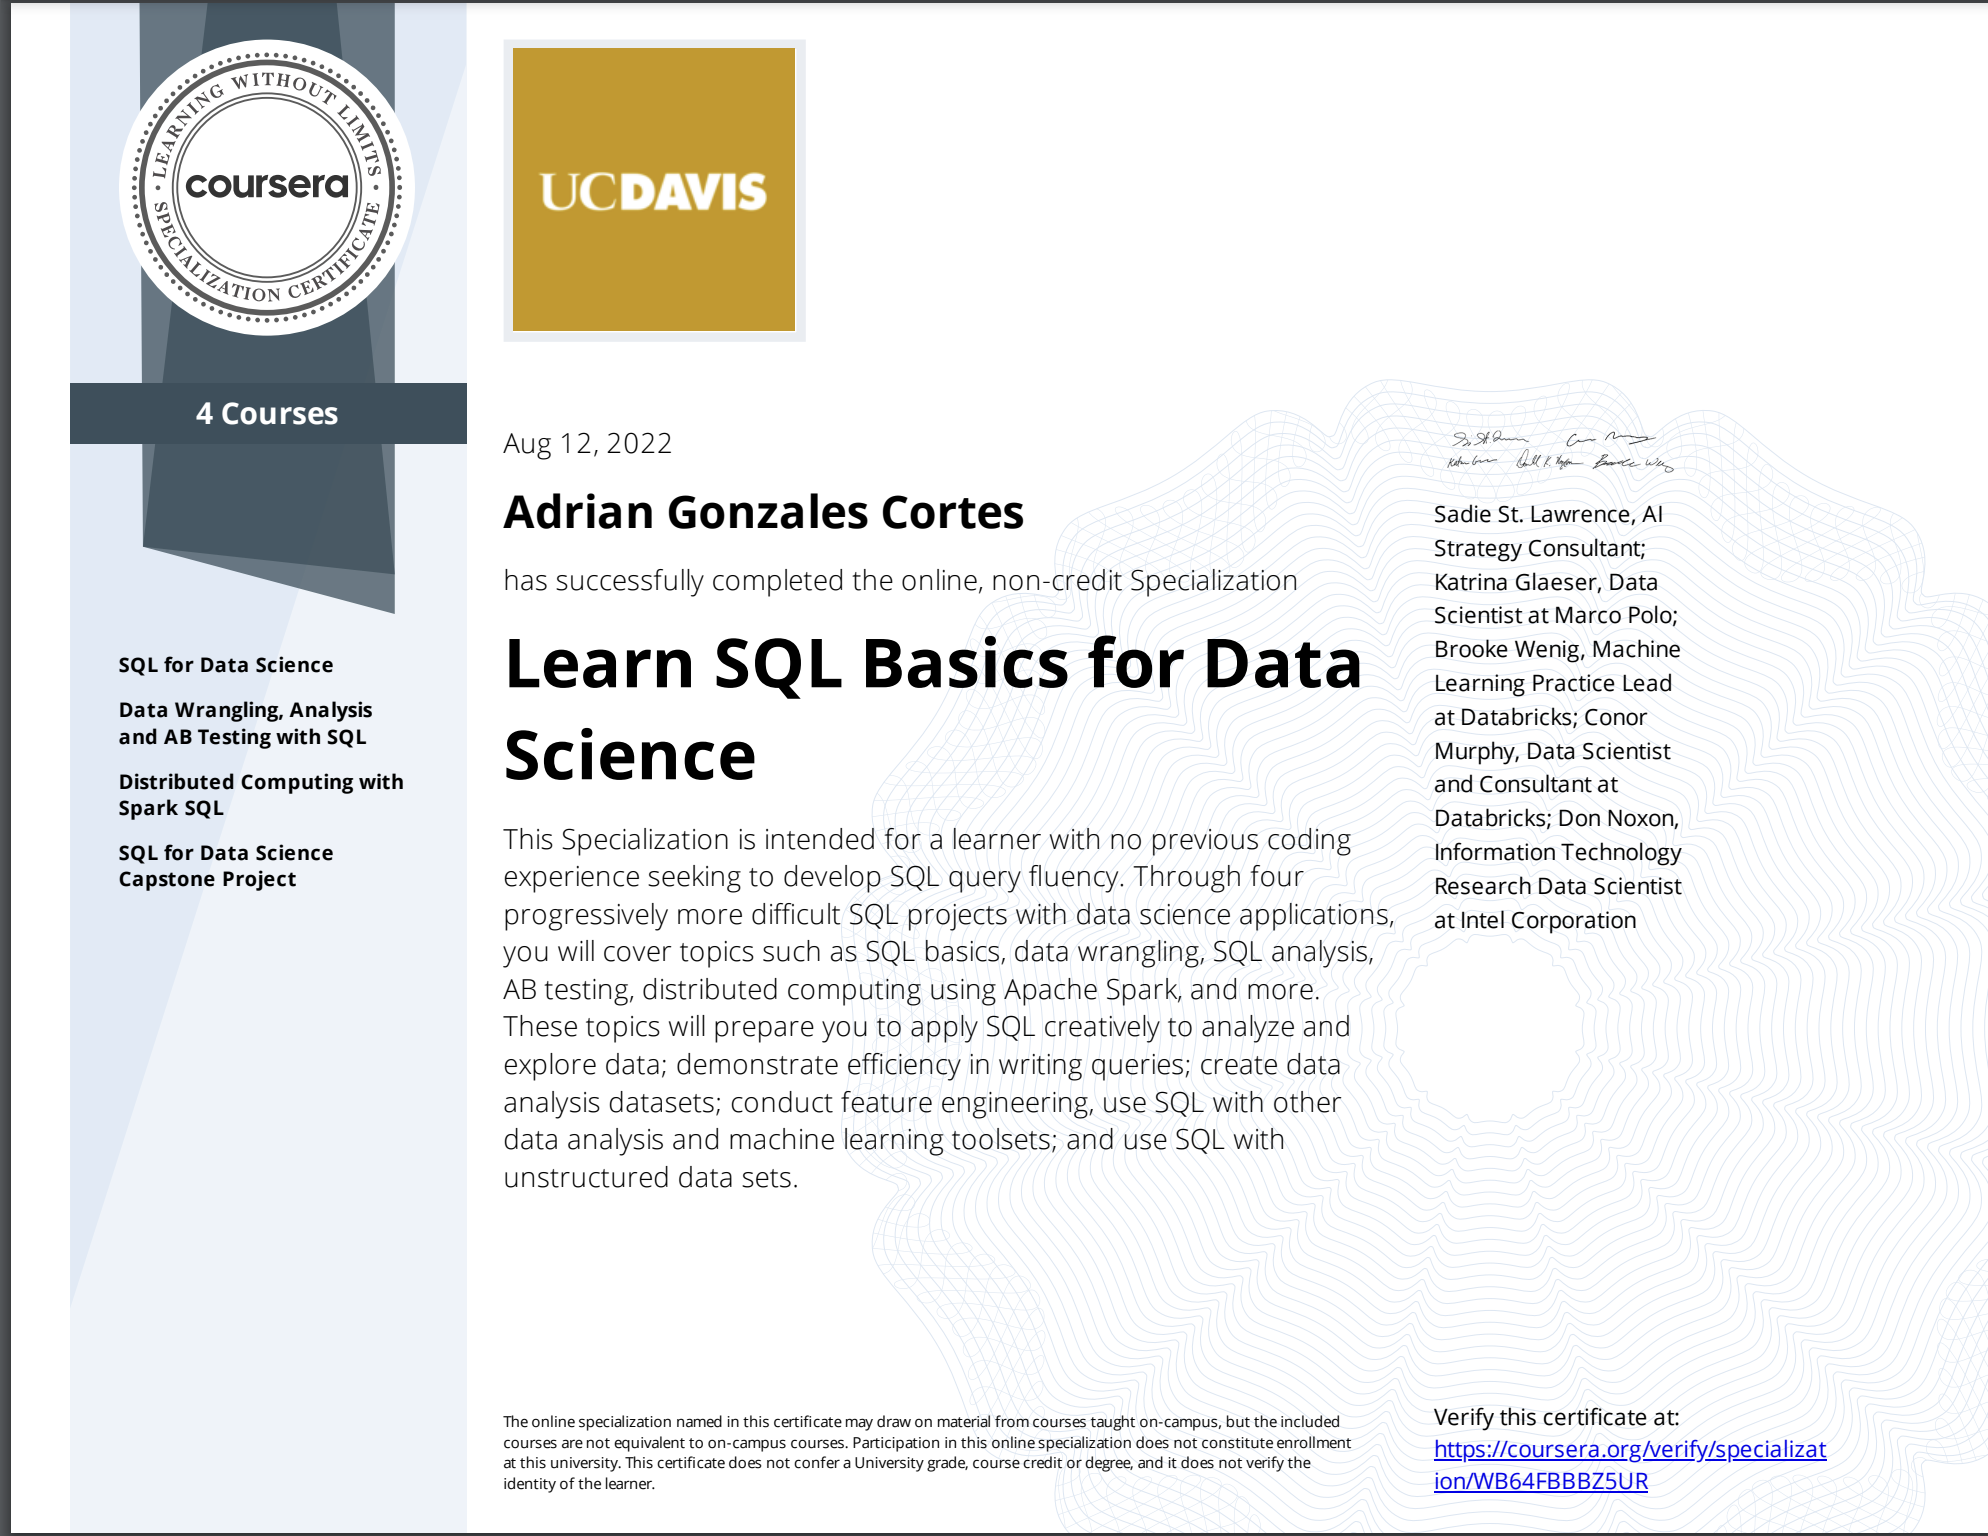 LEARNING WITHOUT LIMITS
coursera
SPECIALIZATION CERTIFICATE
4 Courses
SQL for Data Science
Data Wrangling, Analysis
and AB Testing with SQL
Distributed Computing with
Spark SQL
SQL for Data Science
Capstone Project
UCDAVIS
Aug 12, 2022
Adrian Gonzales Cortes
has successfully completed the online, non-credit Specialization
Learn SQL Basics for Data
Science
This Specialization is intended for a learner with no previous coding
experience seeking to develop SQL query fluency. Through four
progressively more difficult SQL projects with data science applications,
you will cover topics such as SQL basics, data wrangling, SQL analysis,
AB testing, distributed computing using Apache Spark, and more.
These topics will prepare you to apply SQL creatively to analyze and
explore data; demonstrate efficiency in writing queries; create data
analysis datasets; conduct feature engineering, use SQL with other
data analysis and machine learning toolsets; and use SQL with
unstructured data sets.
Sadie St. Lawrence, AI
Strategy Consultant;
Katrina Glaeser, Data
Scientist at Marco Polo;
Brooke Wenig, Machine
Learning Practice Lead
at Databricks; Conor
Murphy, Data Scientist
and Consultant at
Databricks; Don Noxon,
Information Technology
Research Data Scientist
at Intel Corporation
The online specialization named in this certificate may draw on material from courses taught on-campus, but the included
courses are not equivalent to on-campus courses. Participation in this online specialization does not constitute enrollment
at this university. This certificate does not confer a University grade, course credit or degree, and it does not verify the
identity of the learner.
Verify this certificate at:
https://coursera.org/verify/specializat
ion/WB64FBBBZ5UR